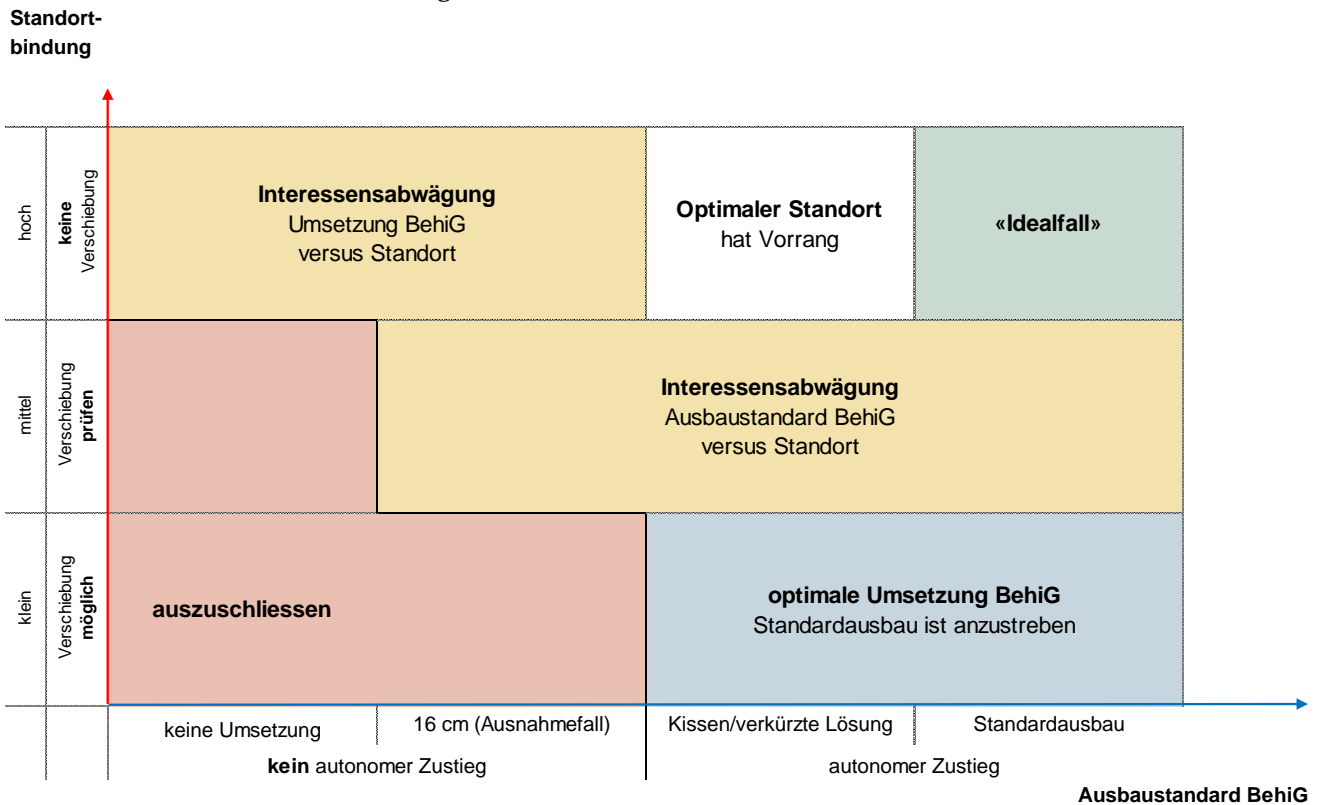 Standort-
bindung
hoch
keine
Verschiebung
Interessensabwägung
Umsetzung BehiG
versus Standort
Optimaler Standort
hat Vorrang
«Idealfall»
mittel
Verschiebung
prüfen
Interessensabwägung
Ausbaustandard BehiG
versus Standort
klein
Verschiebung
möglich
auszuschliessen
optimale Umsetzung BehiG
Standardausbau ist anzustreben
keine Umsetzung
16 cm (Ausnahmefall)
Kissen/verkürzte Lösung
Standardausbau
kein autonomer Zustieg
autonomer Zustieg
Ausbaustandard BehiG